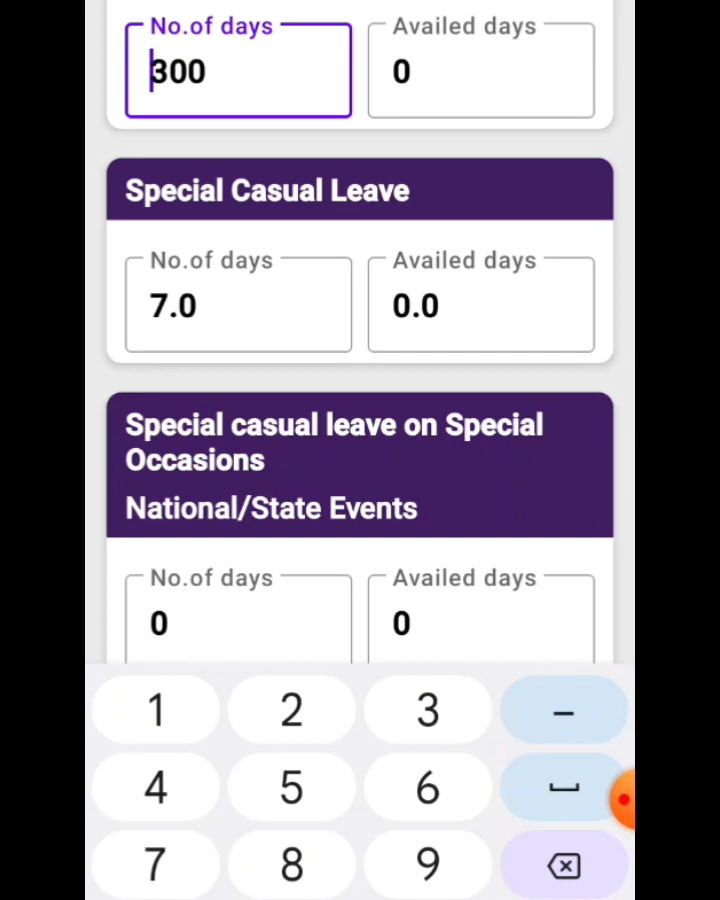 No.of days Availed days
300 0
Special Casual Leave
No.of days Availed days
7.0 0.0
Special casual leave on Special
Occasions
National/State Events
No.of days Availed days
0 0
1 2 3 –
4 5 6
7 8 9